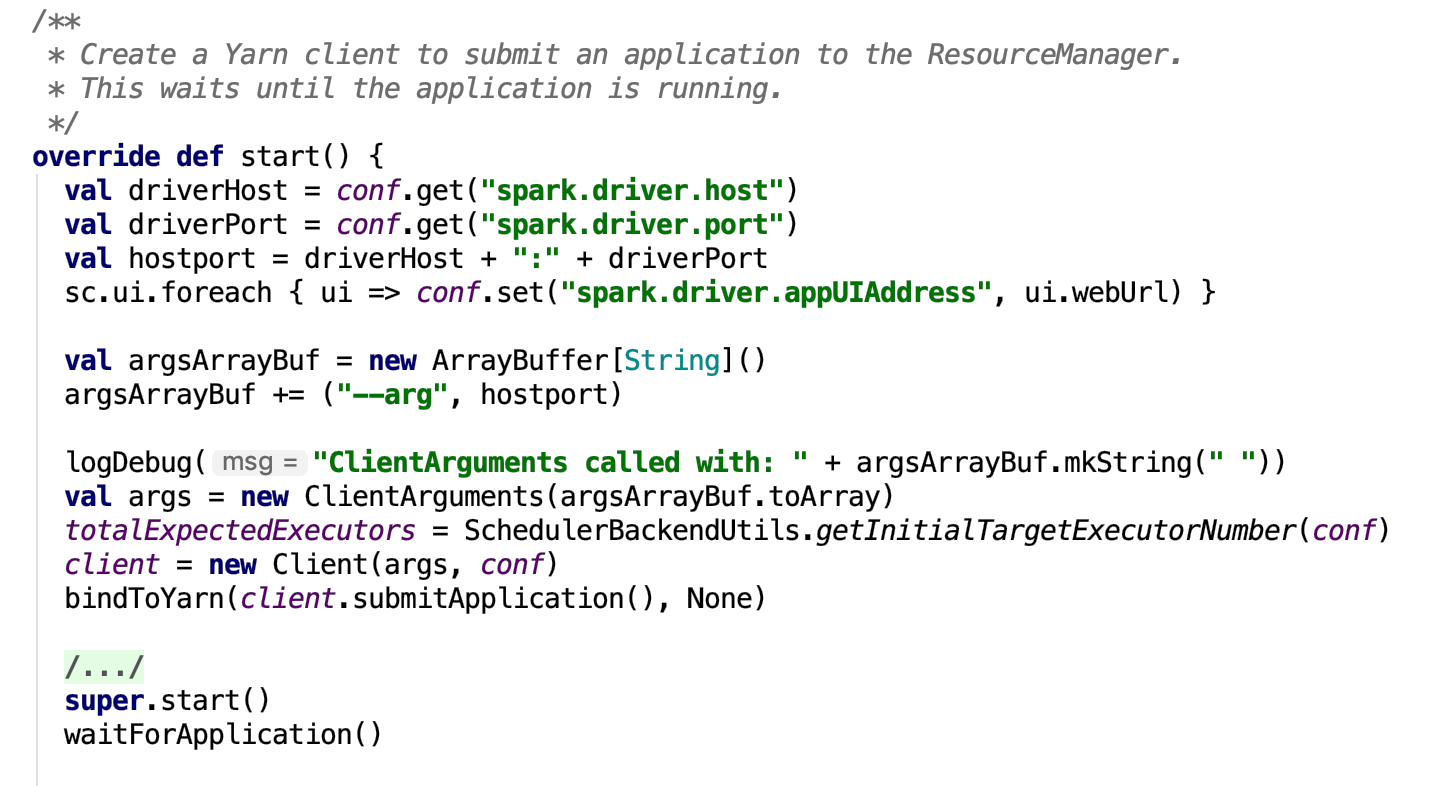 /**
 * Create a Yarn client to submit an application to the ResourceManager.
 * This waits until the application is running.
 */
override def start() {
  val driverHost = conf.get("spark.driver.host")
  val driverPort = conf.get("spark.driver.port")
  val hostport = driverHost + ":" + driverPort
  sc.ui.foreach { ui => conf.set("spark.driver.appUIAddress", ui.webUrl) }

  val argsArrayBuf = new ArrayBuffer[String]()
  argsArrayBuf += ("--arg", hostport)

  logDebug( msg = "ClientArguments called with: " + argsArrayBuf.mkString(" "))
  val args = new ClientArguments(argsArrayBuf.toArray)
  totalExpectedExecutors = SchedulerBackendUtils.getInitialTargetExecutorNumber(conf)
  client = new Client(args, conf)
  bindToYarn(client.submitApplication(), None)

  /.../
  super.start()
  waitForApplication()